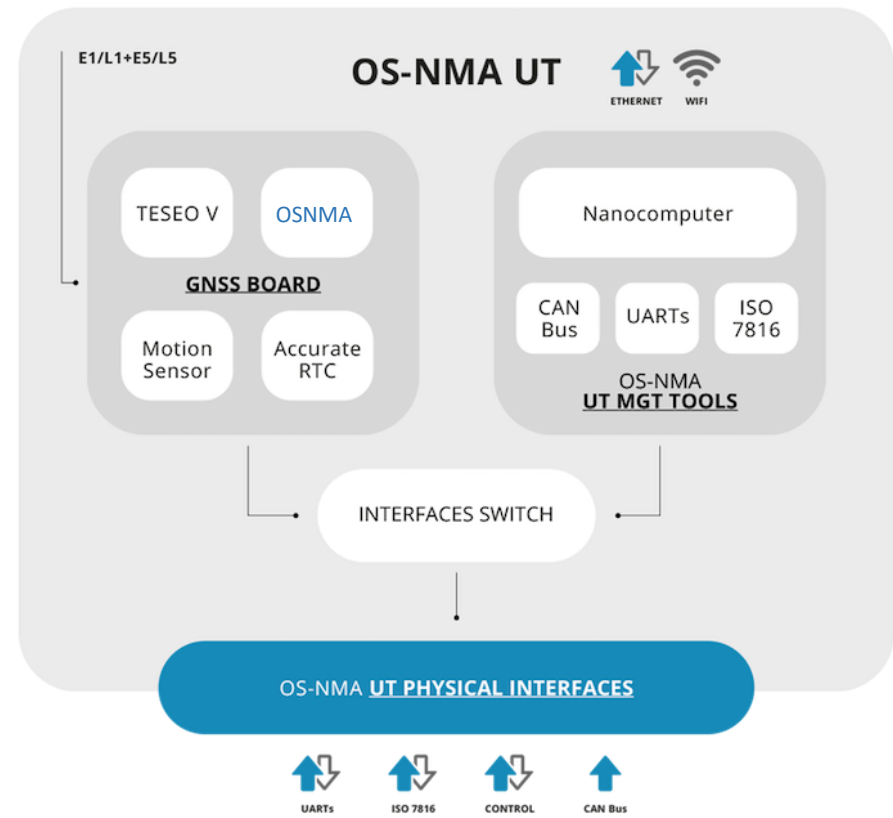 E1/L1+E5/L5
OS-NMA UT
ETHERNET
WIFI
TESEO V
OSNMA
GNSS BOARD
Motion
Sensor
Accurate
RTC
Nanocomputer
CAN
Bus
UARTs
ISO
7816
OS-NMA
UT MGT TOOLS
INTERFACES SWITCH
OS-NMA UT PHYSICAL INTERFACES
UARTs
ISO 7816
CONTROL
CAN Bus